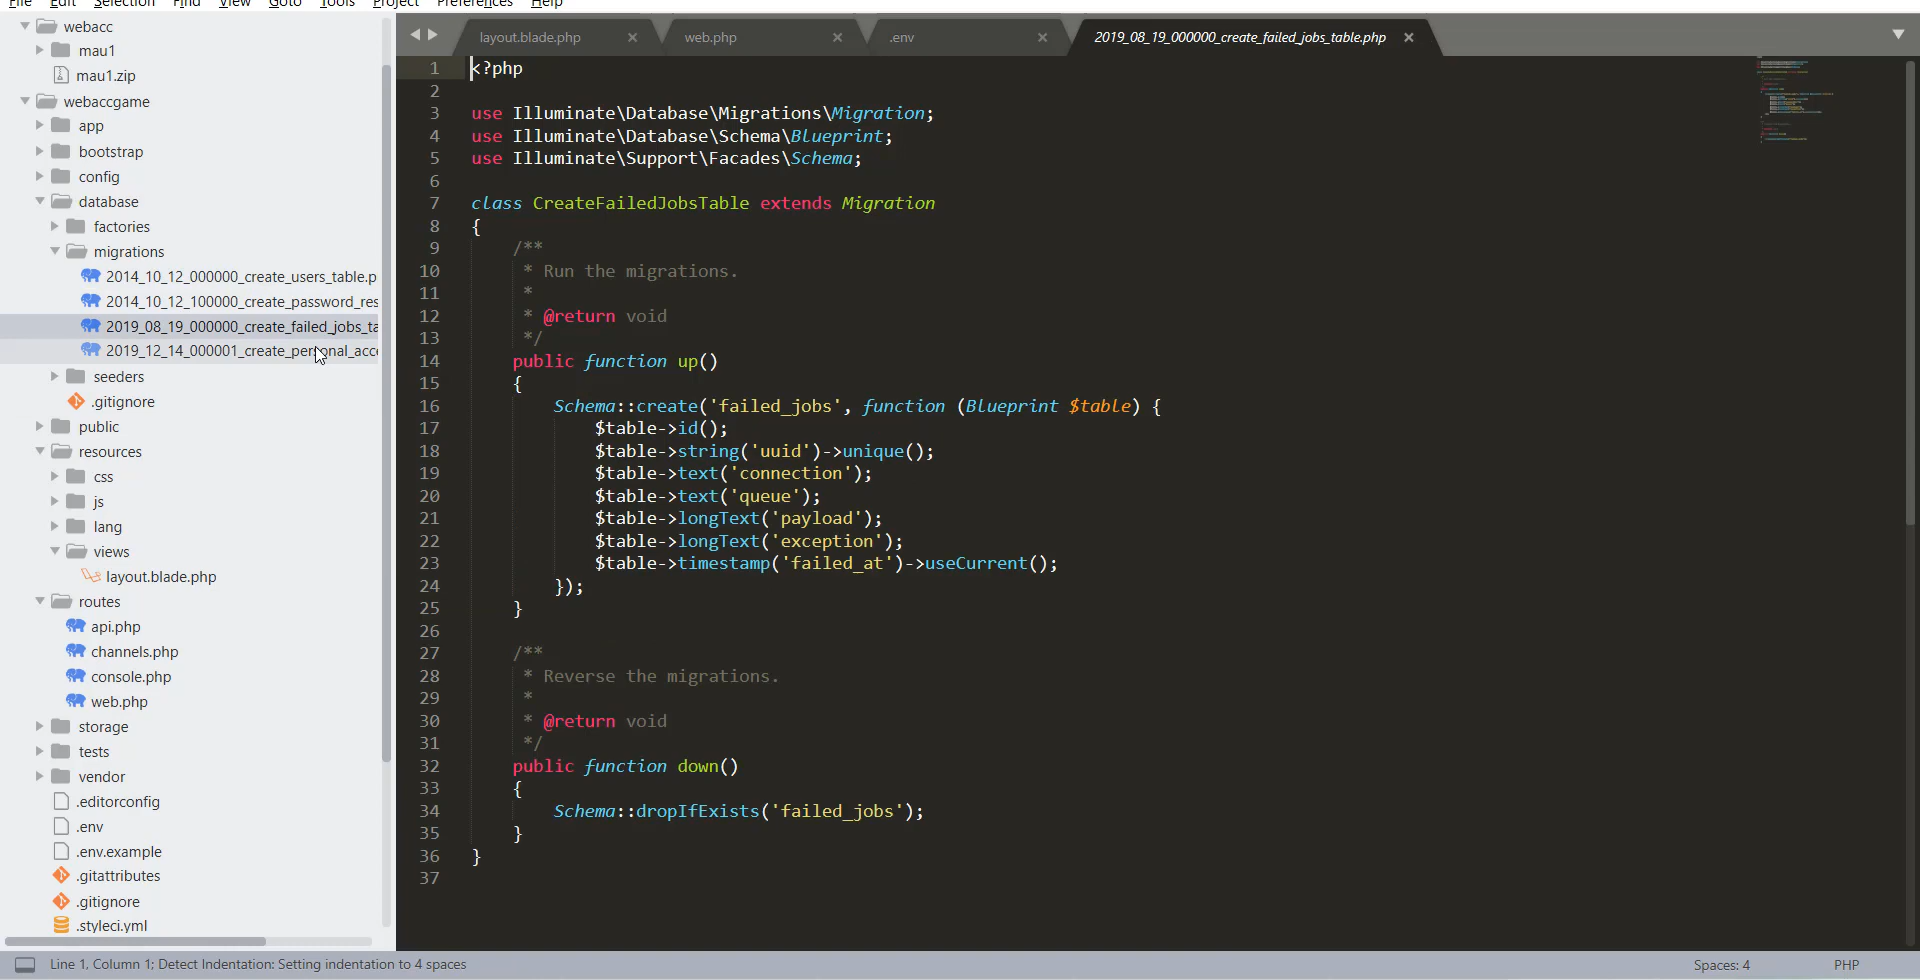 File Edit Selection Find View Goto Tools Project Preferences Help
webacc
mau1
mau1.zip
webaccgame
app
bootstrap
config
database
factories
migrations
2014_10_12_000000_create_users_table.p
2014_10_12_100000_create_password_res
2019_08_19_000000_create_failed_jobs_ta
2019_12_14_000001_create_personal_acce
seeders
.gitignore
public
resources
css
js
lang
views
layout.blade.php
routes
api.php
channels.php
console.php
web.php
storage
tests
vendor
.editorconfig
.env
.env.example
.gitattributes
.gitignore
.styleci.yml
layout.blade.php web.php .env 2019_08_19_000000_create_failed_jobs_table.php
1 <?php
2
3 use Illuminate\Database\Migrations\Migration;
4 use Illuminate\Database\Schema\Blueprint;
5 use Illuminate\Support\Facades\Schema;
6
7 class CreateFailedJobsTable extends Migration
8 {
9 /**
10 * Run the migrations.
11 *
12 * @return void
13 */
14 public function up()
15 {
16 Schema::create('failed_jobs', function (Blueprint $table) {
17 $table->id();
18 $table->string('uuid')->unique();
19 $table->text('connection');
20 $table->text('queue');
21 $table->longText('payload');
22 $table->longText('exception');
23 $table->timestamp('failed_at')->useCurrent();
24 });
25 }
26
27 /**
28 * Reverse the migrations.
29 *
30 * @return void
31 */
32 public function down()
33 {
34 Schema::dropIfExists('failed_jobs');
35 }
36 }
37
Line 1, Column 1; Detect Indentation: Setting indentation to 4 spaces
Spaces: 4 PHP